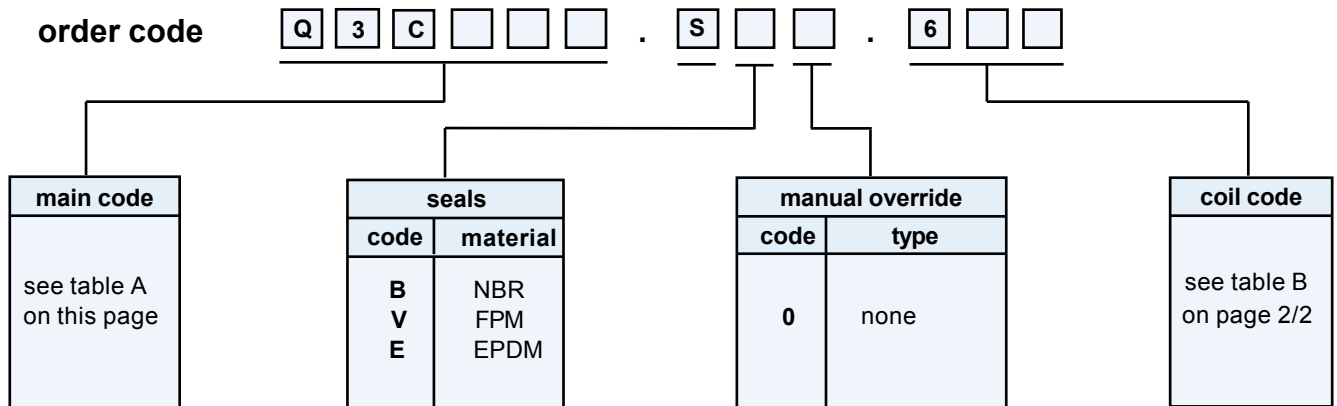 order code Q 3 C . S . 6
main code
see table A
on this page
seals
code material
B NBR
V FPM
E EPDM
manual override
code type
0 none
coil code
see table B
on page 2/2